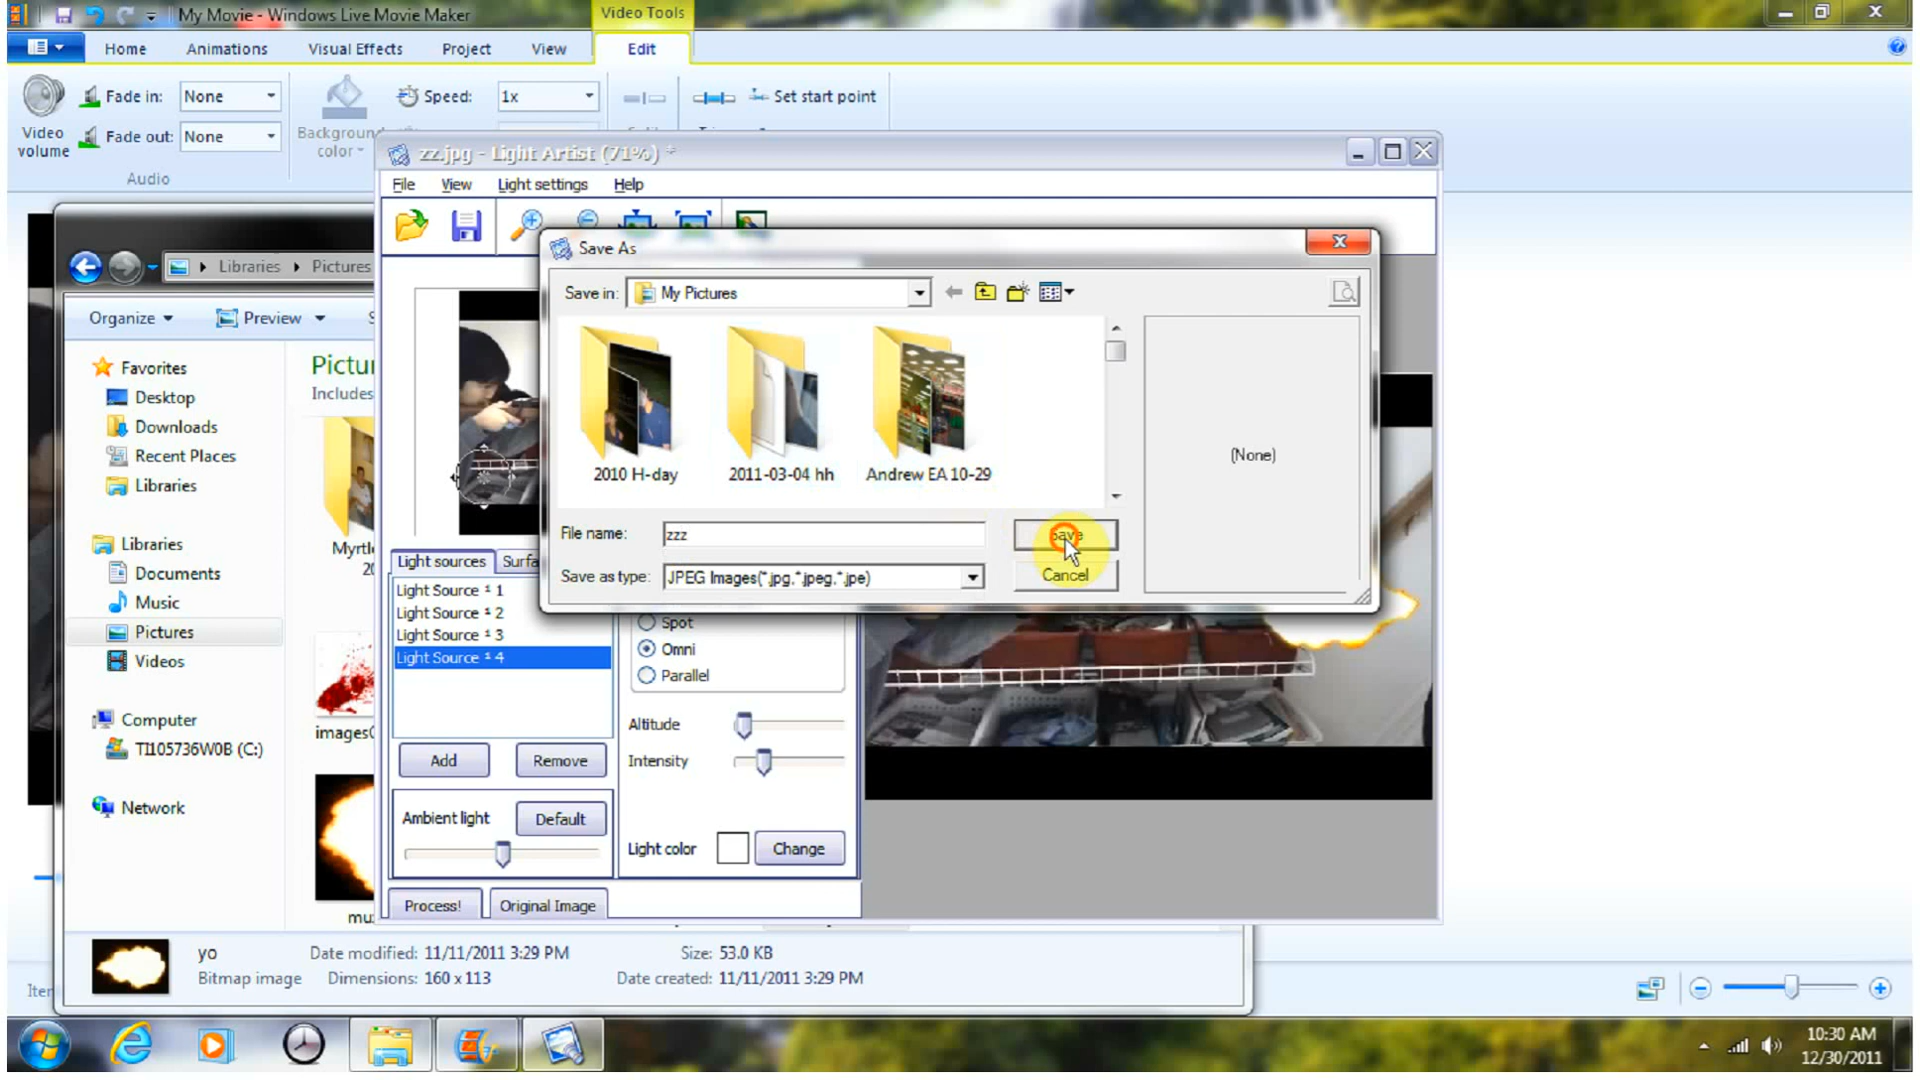 My Movie - Windows Live Movie Maker
Video Tools
Home
Animations
Visual Effects
Project
View
Edit
Fade in:
None
Speed:
1x
Set start point
Video volume
Fade out:
None
Background color
Audio
zz.jpg - Light Artist (71%) *
File
View
Light settings
Help
Save As
Libraries
Pictures
Save in:
My Pictures
Organize
Preview
Favorites
Desktop
Downloads
Recent Places
Libraries
Libraries
Documents
Music
Pictures
Videos
Computer
TI105736W0B (C:)
Network
Includes
2010 H-day
2011-03-04 hh
Andrew EA 10-29
(None)
File name:
zzz
Save
Save as type:
JPEG Images(*.jpg,*.jpeg,*.jpe)
Cancel
Light sources
Light Source ¹ 1
Light Source ¹ 2
Light Source ¹ 3
Light Source ¹ 4
Spot
Omni
Parallel
Altitude
Intensity
Add
Remove
Ambient light
Default
Light color
Change
Process!
Original Image
yo
Date modified: 11/11/2011 3:29 PM
Size: 53.0 KB
Bitmap image
Dimensions: 160 x 113
Date created: 11/11/2011 3:29 PM
10:30 AM
12/30/2011